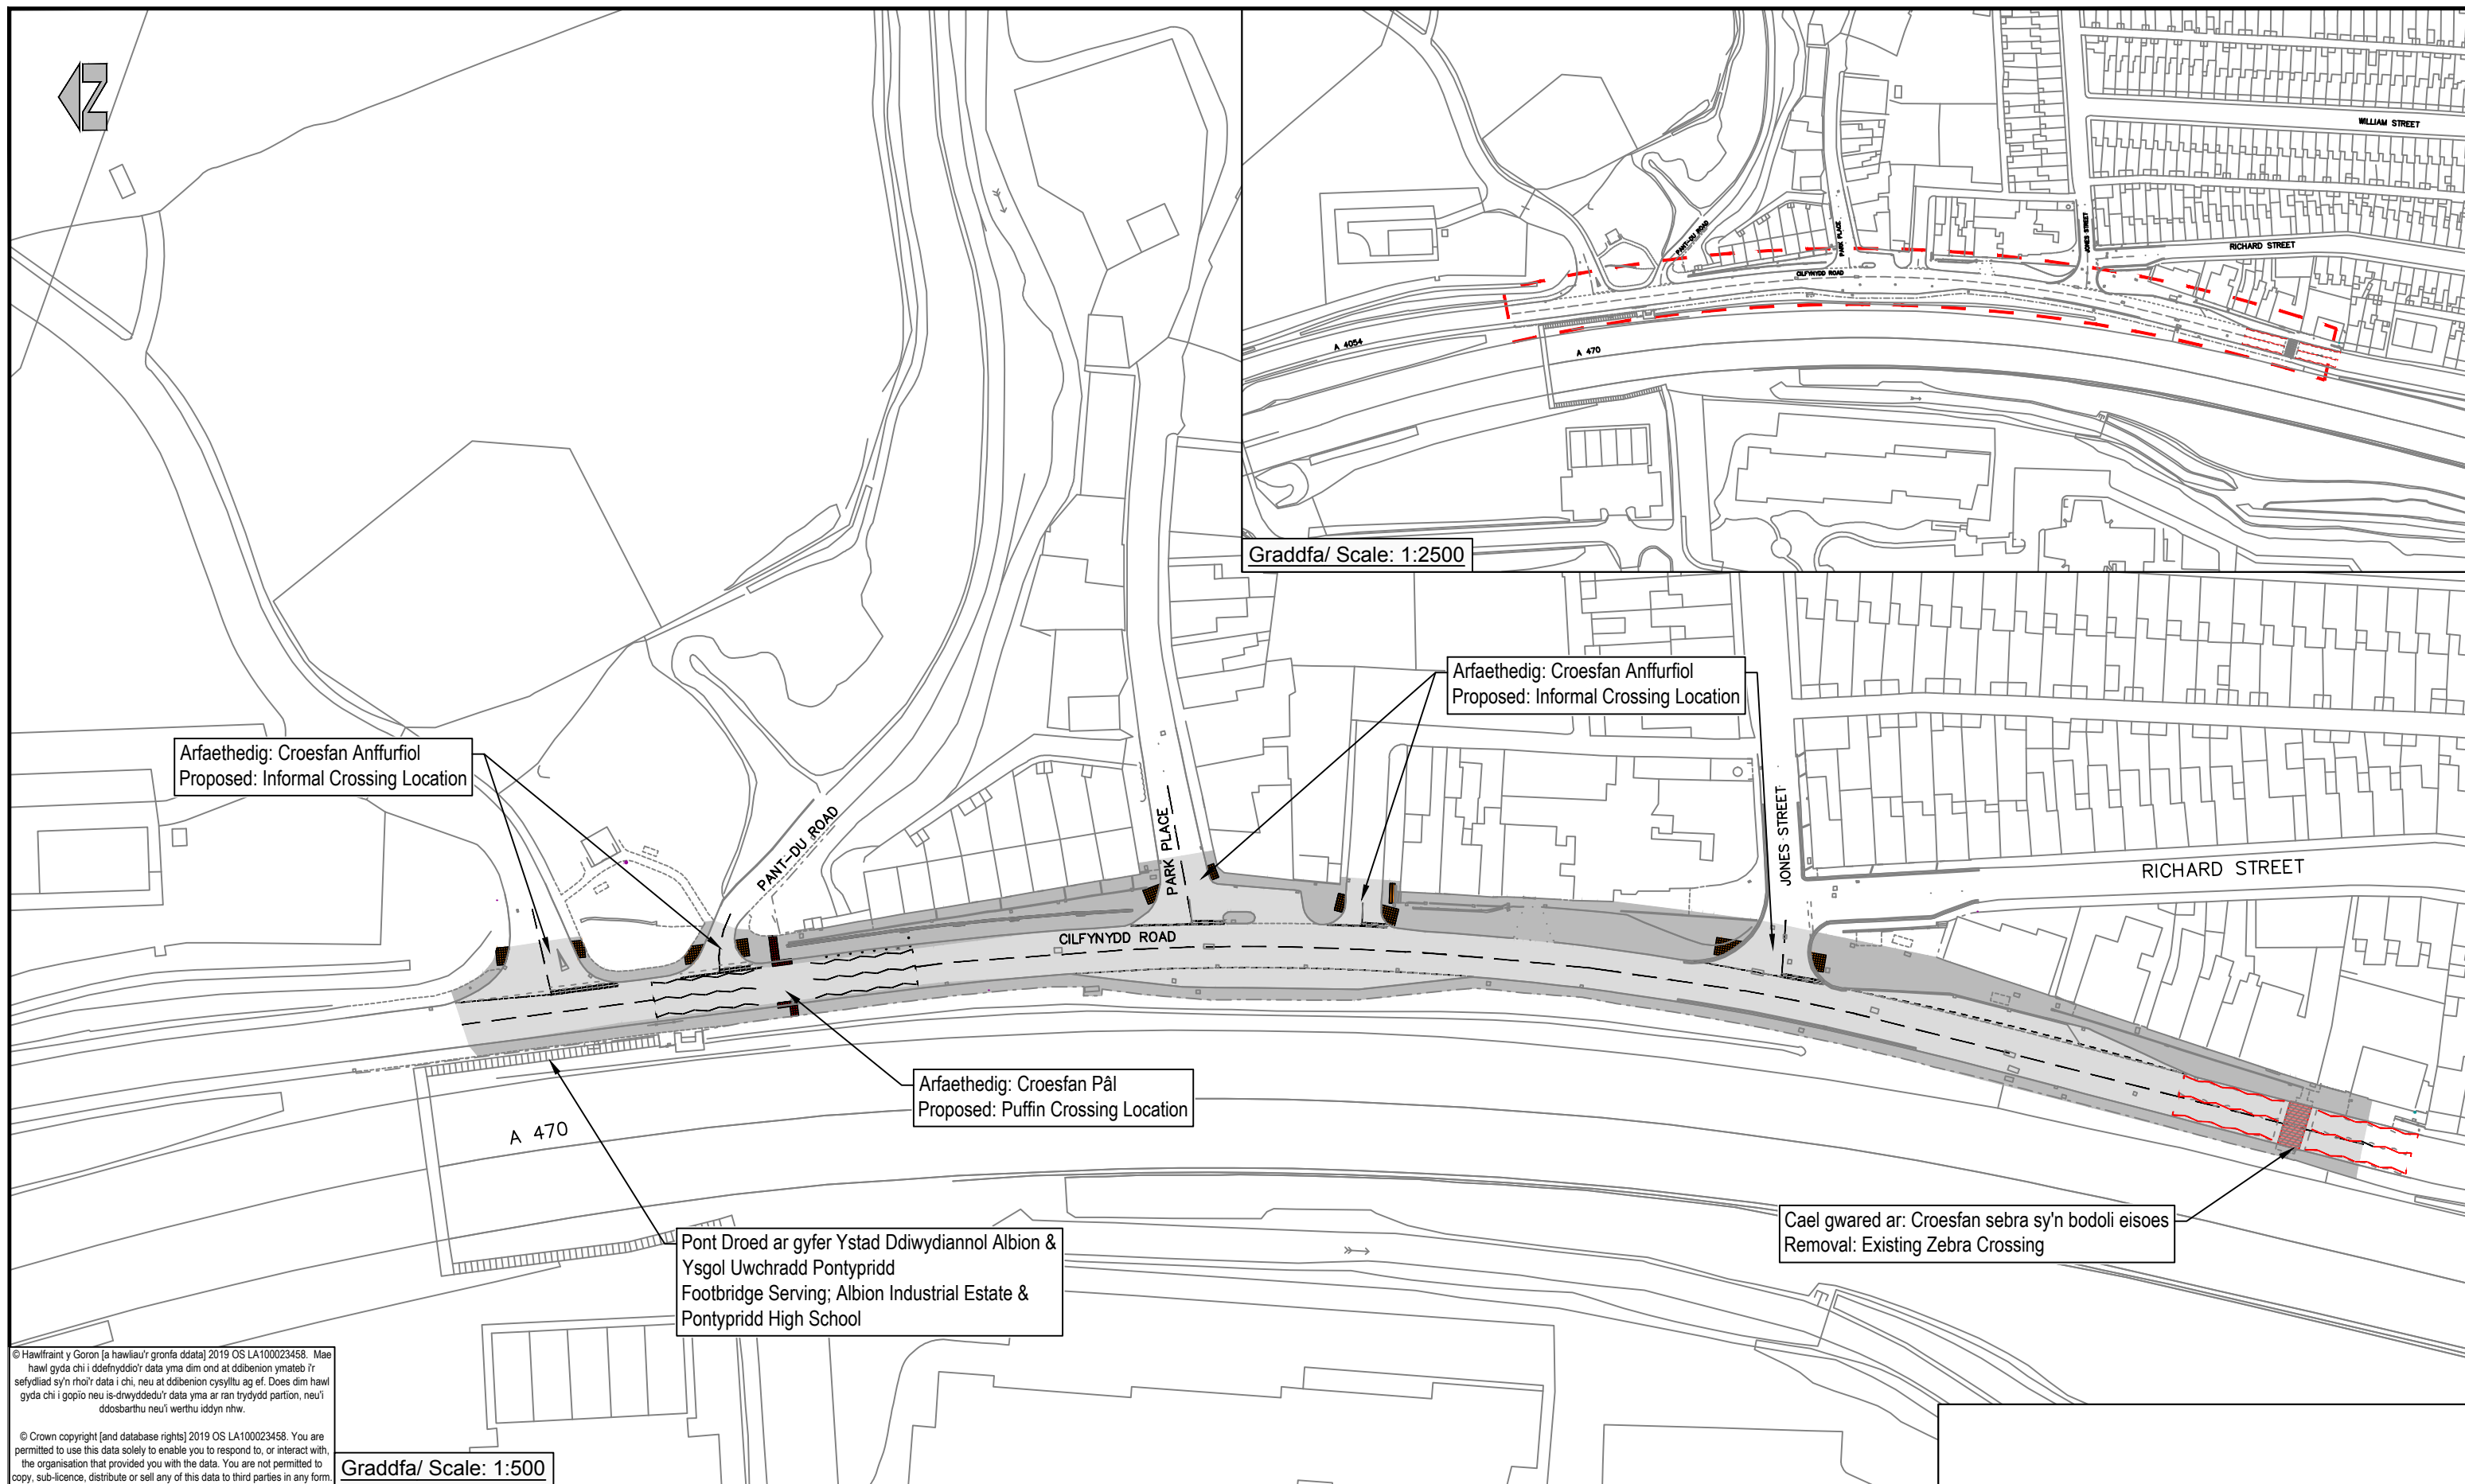 Z
WILLIAM STREET
RICHARD STREET
JONES STREET
PARK PLACE
PANT-DU ROAD
CILFYNYDD ROAD
A 4054
A 470
Graddfa/ Scale: 1:2500
Arfaethedig: Croesfan Anffurfiol
Proposed: Informal Crossing Location
Arfaethedig: Croesfan Anffurfiol
Proposed: Informal Crossing Location
PANT-DU ROAD
PARK PLACE
JONES STREET
RICHARD STREET
CILFYNYDD ROAD
Arfaethedig: Croesfan Pâl
Proposed: Puffin Crossing Location
A 470
Cael gwared ar: Croesfan sebra sy'n bodoli eisoes
Removal: Existing Zebra Crossing
Pont Droed ar gyfer Ystad Ddiwydiannol Albion &
Ysgol Uwchradd Pontypridd
Footbridge Serving; Albion Industrial Estate &
Pontypridd High School
© Hawlfraint y Goron [a hawliau'r gronfa ddata] 2019 OS LA100023458. Mae
hawl gyda chi i ddefnyddio'r data yma dim ond at ddibenion ymateb i'r
sefydliad sy'n rhoi'r data i chi, neu at ddibenion cysylltu ag ef. Does dim hawl
gyda chi i gopïo neu is-drwyddedu'r data yma ar ran trydydd partïon, neu'i
ddosbarthu neu'i werthu iddyn nhw.
© Crown copyright [and database rights] 2019 OS LA100023458. You are
permitted to use this data solely to enable you to respond to, or interact with,
the organisation that provided you with the data. You are not permitted to
copy, sub-licence, distribute or sell any of this data to third parties in any form.
Graddfa/ Scale: 1:500